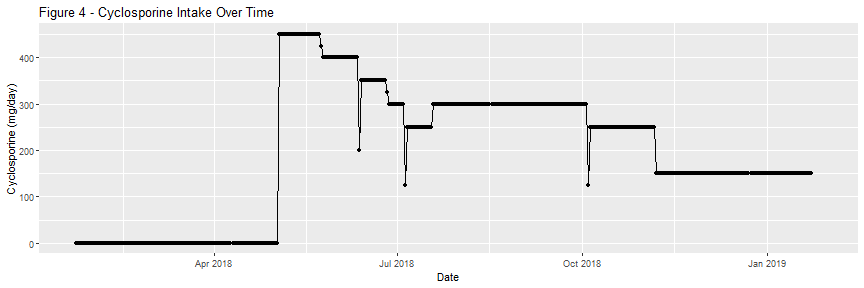 Figure 4 - Cyclosporine Intake Over Time
Cyclosporine (mg/day)
400
300
200
100
0
Apr 2018
Jul 2018
Oct 2018
Jan 2019
Date